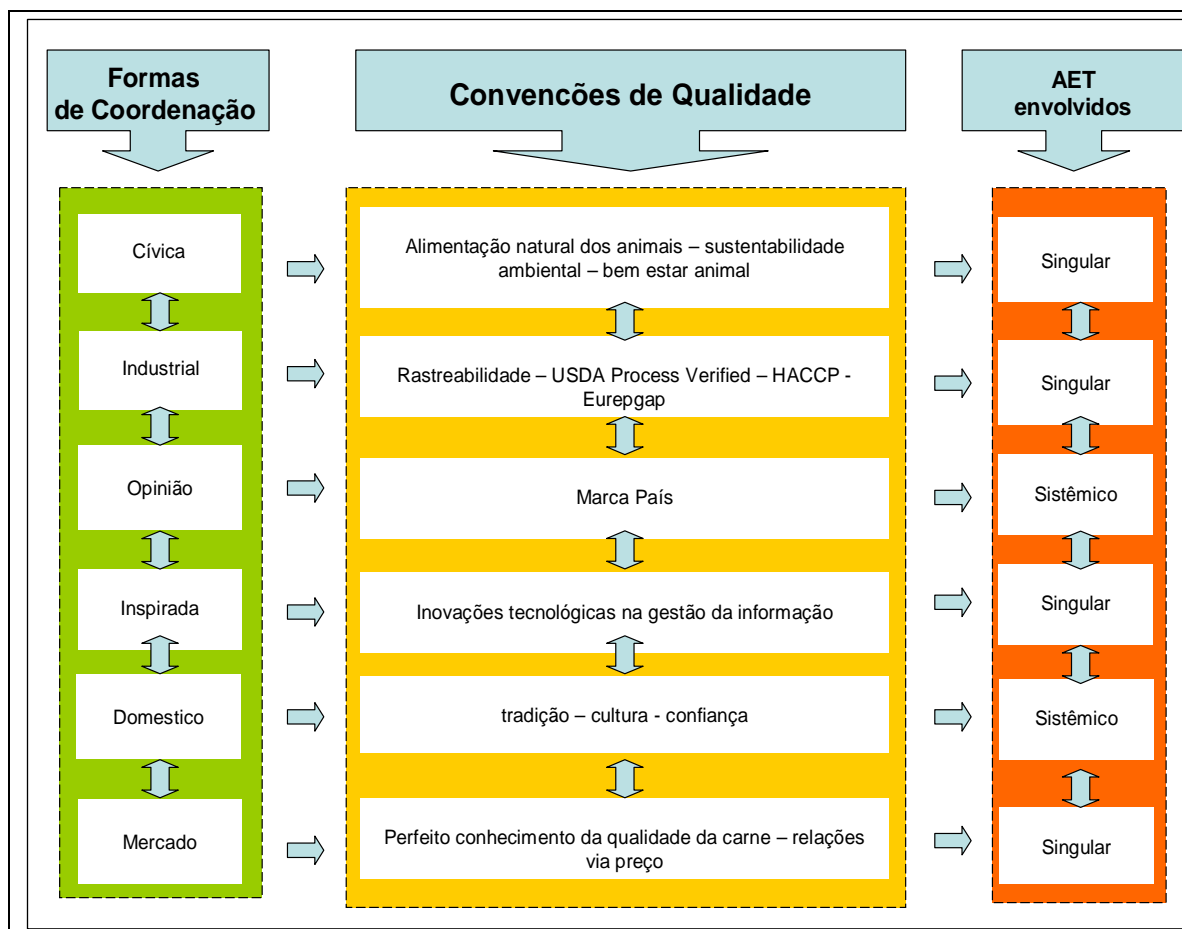 Formas
de Coordenação
Convencões de Qualidade
AET
envolvidos
Cívica
Alimentação natural dos animais – sustentabilidade
ambiental – bem estar animal
Singular
Industrial
Rastreabilidade – USDA Process Verified – HACCP -
Eurepgap
Singular
Opinião
Marca País
Sistêmico
Inspirada
Inovações tecnológicas na gestão da informação
Singular
Domestico
tradição – cultura - confiança
Sistêmico
Mercado
Perfeito conhecimento da qualidade da carne – relações
via preço
Singular